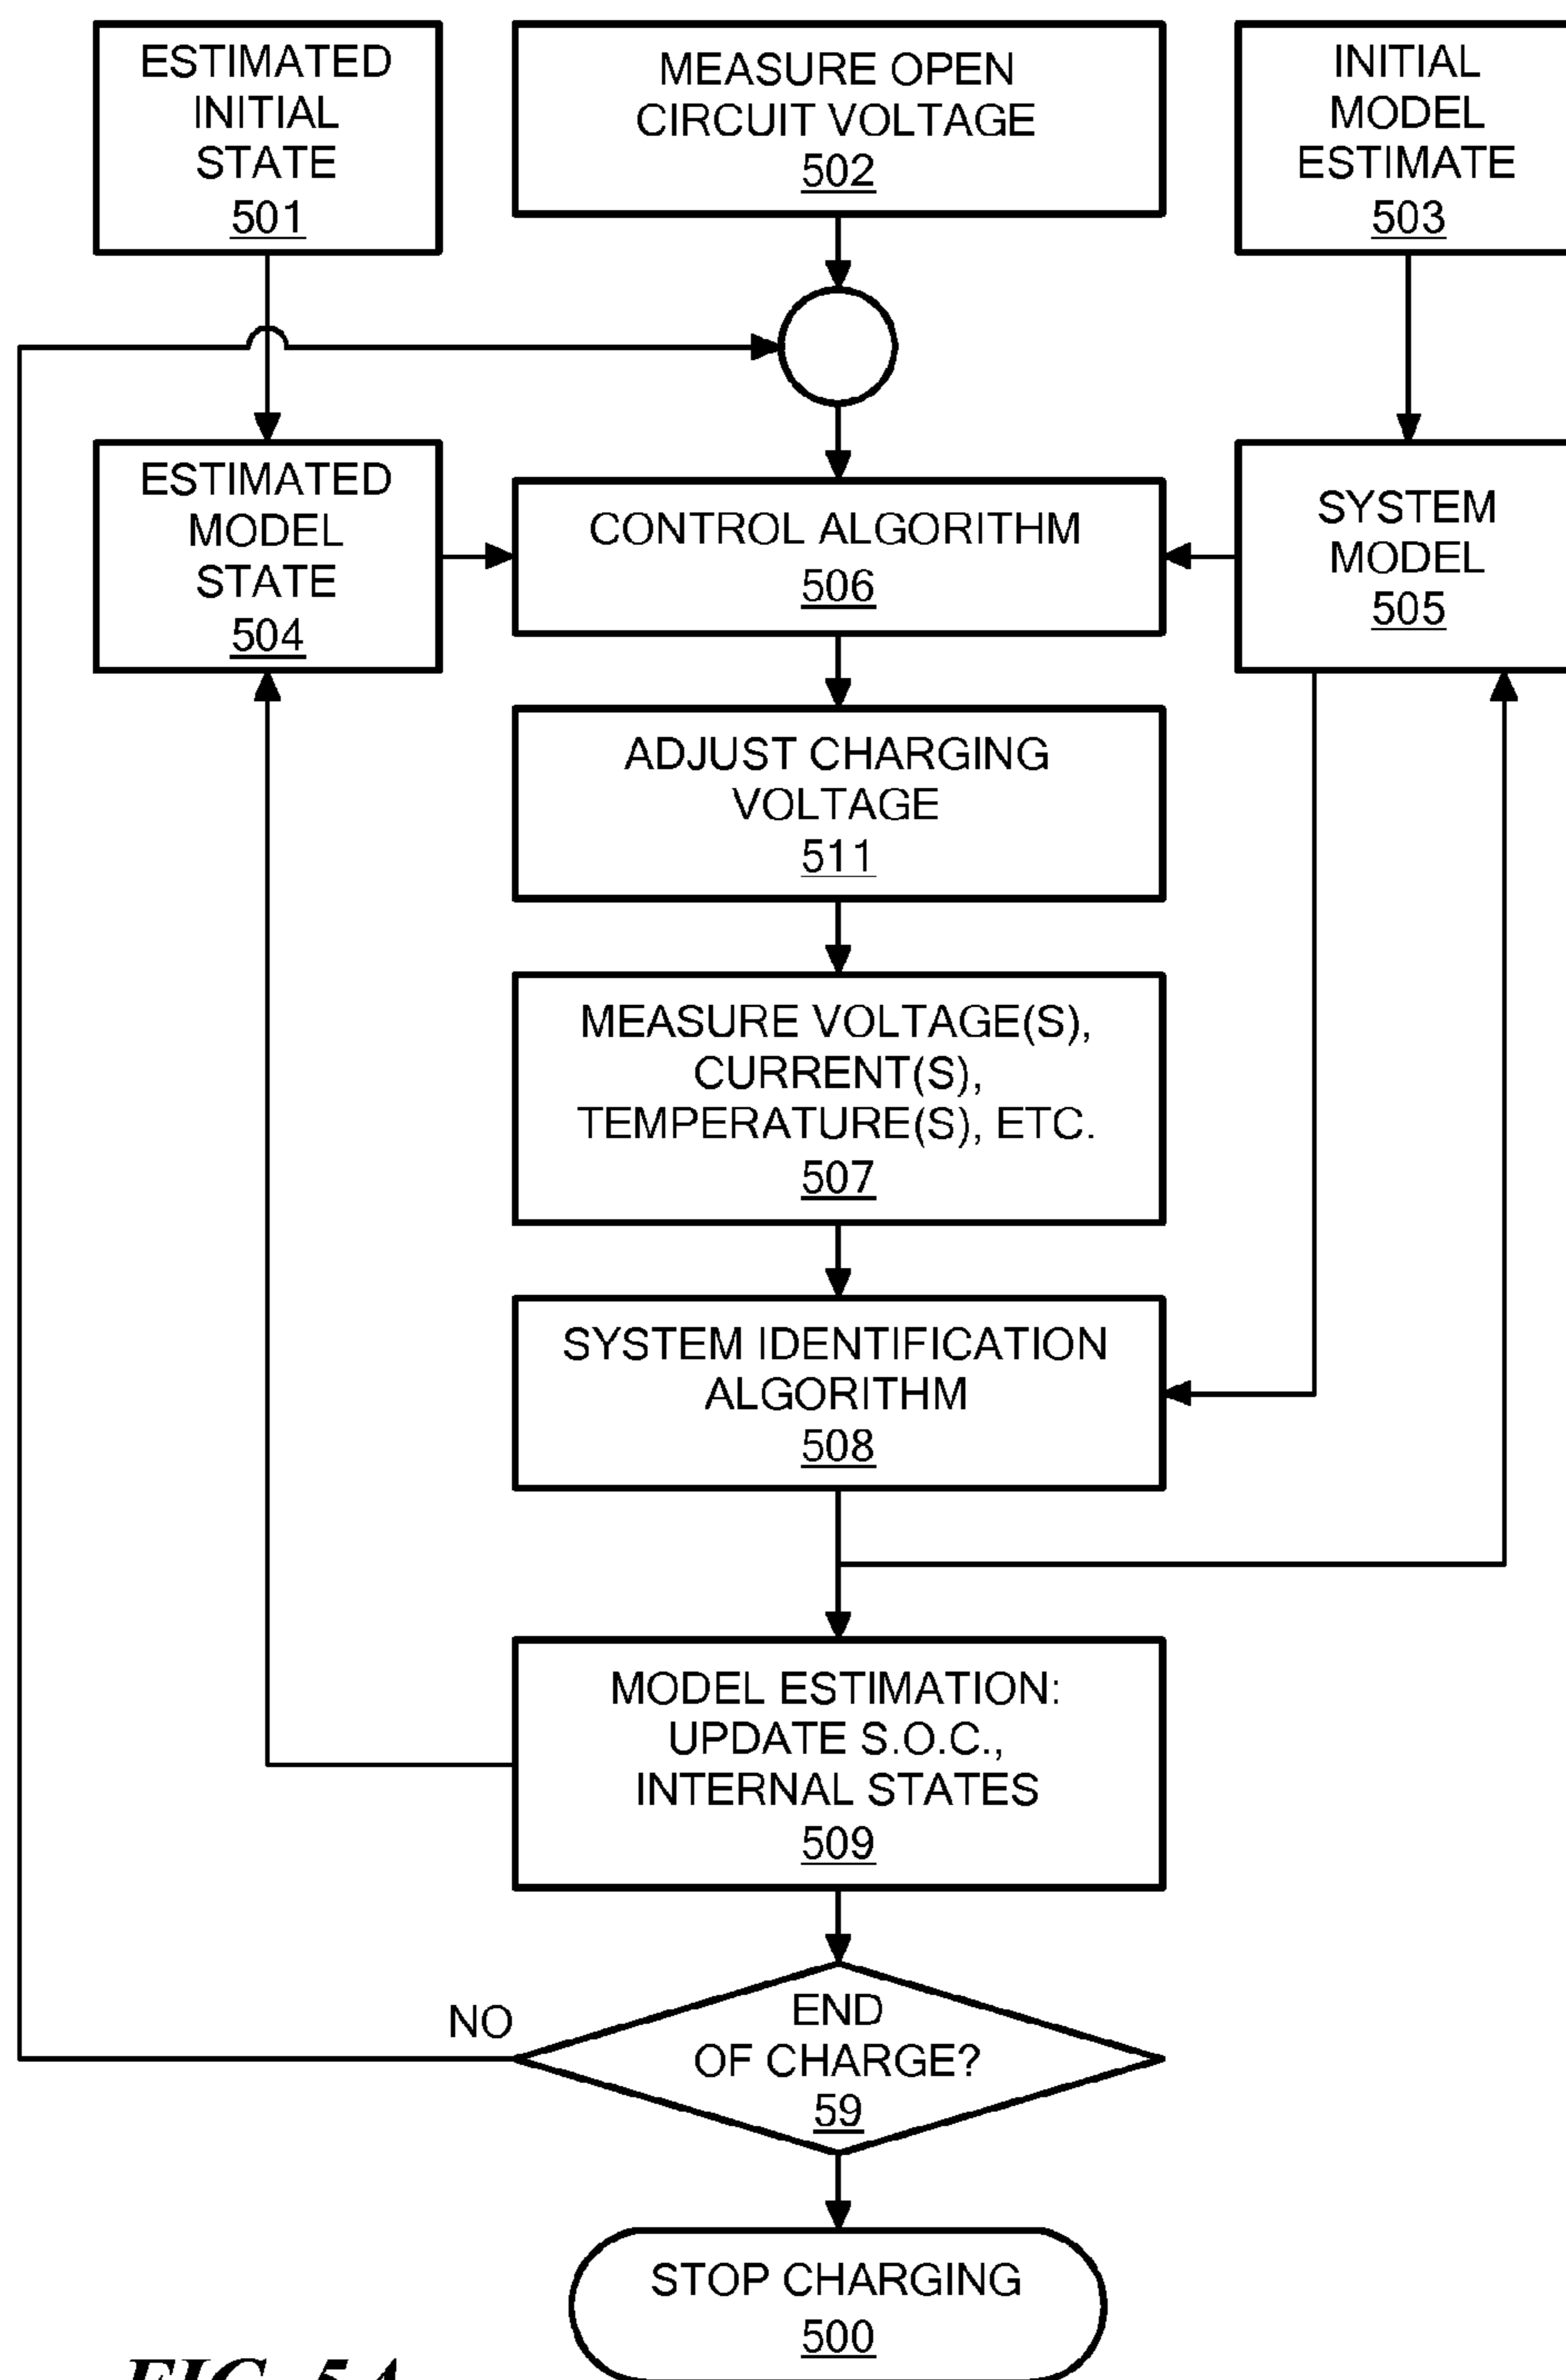 ESTIMATED
INITIAL
STATE
501
MEASURE OPEN
CIRCUIT VOLTAGE
502
INITIAL
MODEL
ESTIMATE
503
ESTIMATED
MODEL
STATE
504
CONTROL ALGORITHM
506
SYSTEM
MODEL
505
ADJUST CHARGING
VOLTAGE
511
MEASURE VOLTAGE(S),
CURRENT(S),
TEMPERATURE(S), ETC.
507
SYSTEM IDENTIFICATION
ALGORITHM
508
MODEL ESTIMATION:
UPDATE S.O.C.,
INTERNAL STATES
509
NO
END
OF CHARGE?
59
STOP CHARGING
500
FIG. 5A